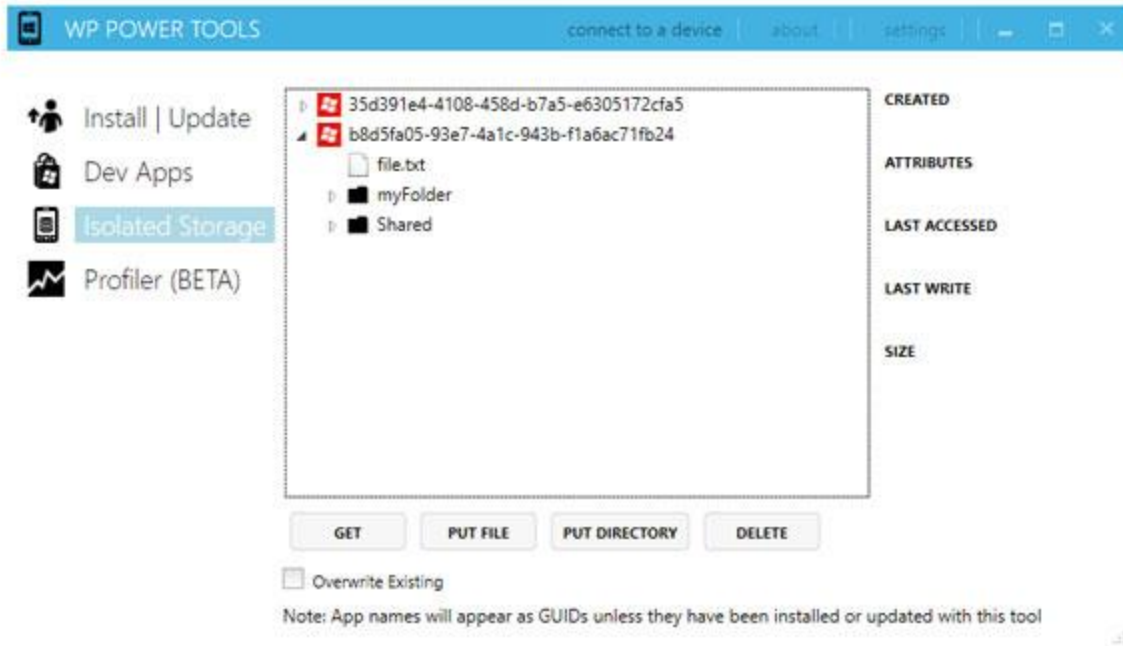 WP POWER TOOLS connect to a device about settings
Install | Update
Dev Apps
Isolated Storage
Profiler (BETA)
35d391e4-4108-458d-b7a5-e6305172cfa5
b8d5fa05-93e7-4a1c-943b-f1a6ac71fb24
file.txt
myFolder
Shared
CREATED
ATTRIBUTES
LAST ACCESSED
LAST WRITE
SIZE
GET PUT FILE PUT DIRECTORY DELETE
Overwrite Existing
Note: App names will appear as GUIDs unless they have been installed or updated with this tool